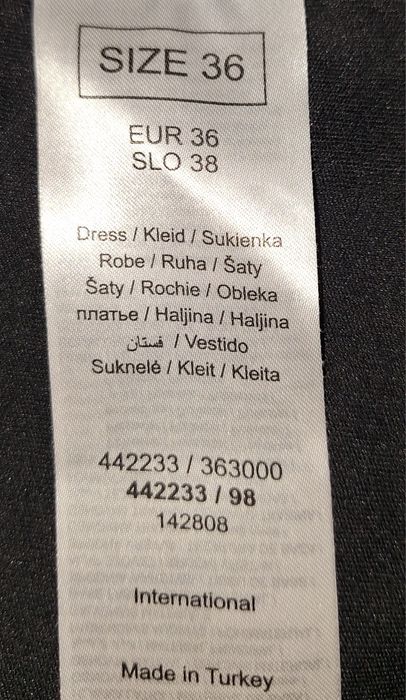 SIZE 36
EUR 36
SLO 38
Dress / Kleid / Sukienka
Robe / Ruha / Šaty
Šaty / Rochie / Obleka
платье / Haljina / Haljina
فستان / Vestido
Suknelė / Kleit / Kleita
442233 / 363000
442233 / 98
142808
International
Made in Turkey